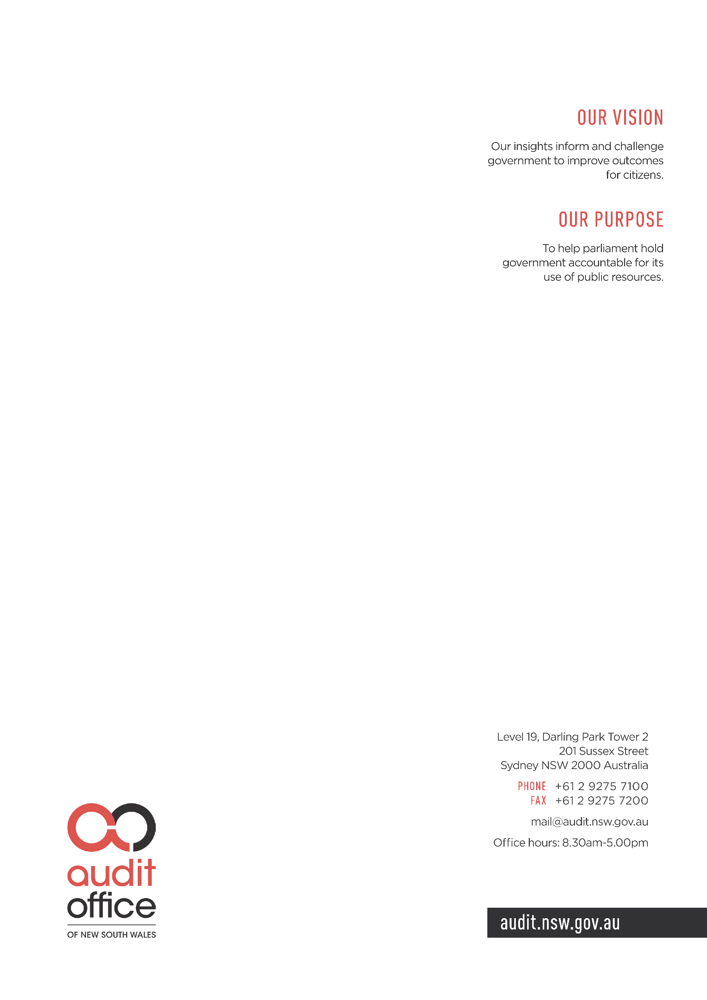 OUR VISION
Our insights inform and challenge
government to improve outcomes
for citizens.
OUR PURPOSE
To help parliament hold
government accountable for its
use of public resources.
Level 19, Darling Park Tower 2
201 Sussex Street
Sydney NSW 2000 Australia
PHONE +61 2 9275 7100
FAX +61 2 9275 7200
mail@audit.nsw.gov.au
Office hours: 8.30am-5.00pm
audit
office
OF NEW SOUTH WALES
audit.nsw.gov.au